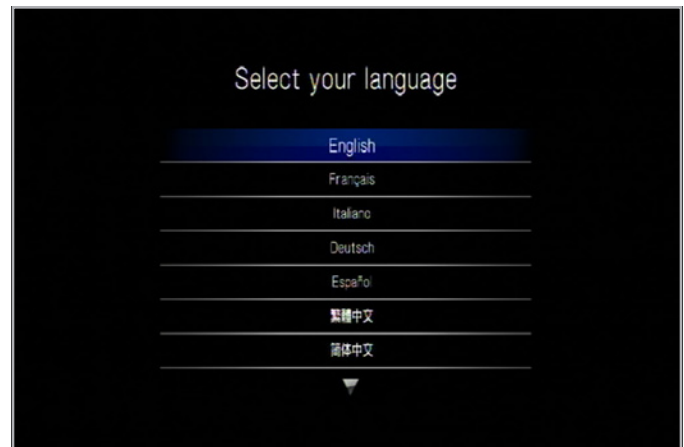 Select your language
English
Français
Italiano
Deutsch
Español
繁體中文
简体中文